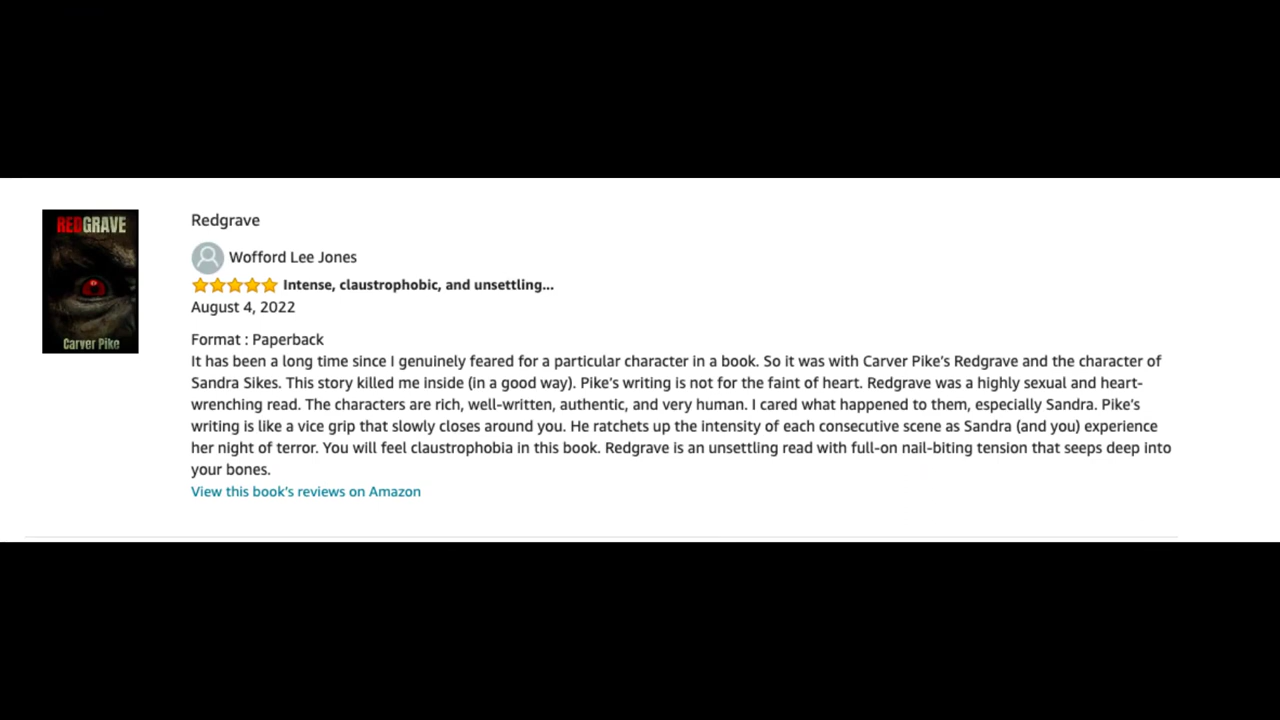 REDGRAVE
Carver Pike
Redgrave
Wofford Lee Jones
Intense, claustrophobic, and unsettling...
August 4, 2022
Format : Paperback
It has been a long time since I genuinely feared for a particular character in a book. So it was with Carver Pike's Redgrave and the character of
Sandra Sikes. This story killed me inside (in a good way). Pike's writing is not for the faint of heart. Redgrave was a highly sexual and heart-
wrenching read. The characters are rich, well-written, authentic, and very human. I cared what happened to them, especially Sandra. Pike's
writing is like a vice grip that slowly closes around you. He ratchets up the intensity of each consecutive scene as Sandra (and you) experience
her night of terror. You will feel claustrophobia in this book. Redgrave is an unsettling read with full-on nail-biting tension that seeps deep into
your bones.
View this book's reviews on Amazon